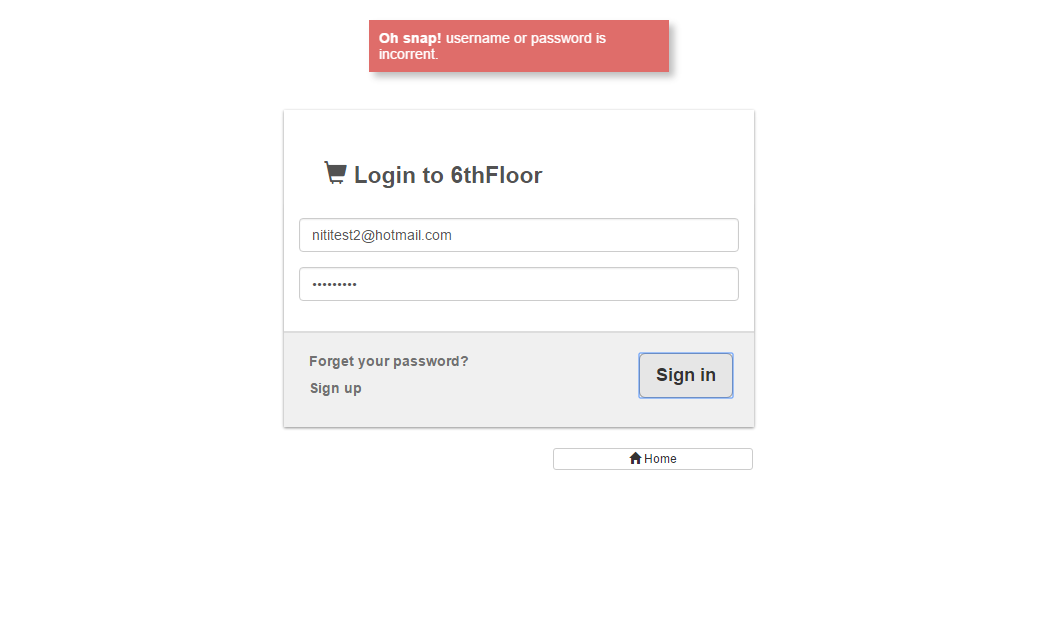 Oh snap! username or password is
incorrent.
Login to 6thFloor
nititest2@hotmail.com
•••••••••
Forget your password?
Sign up
Sign in
Home